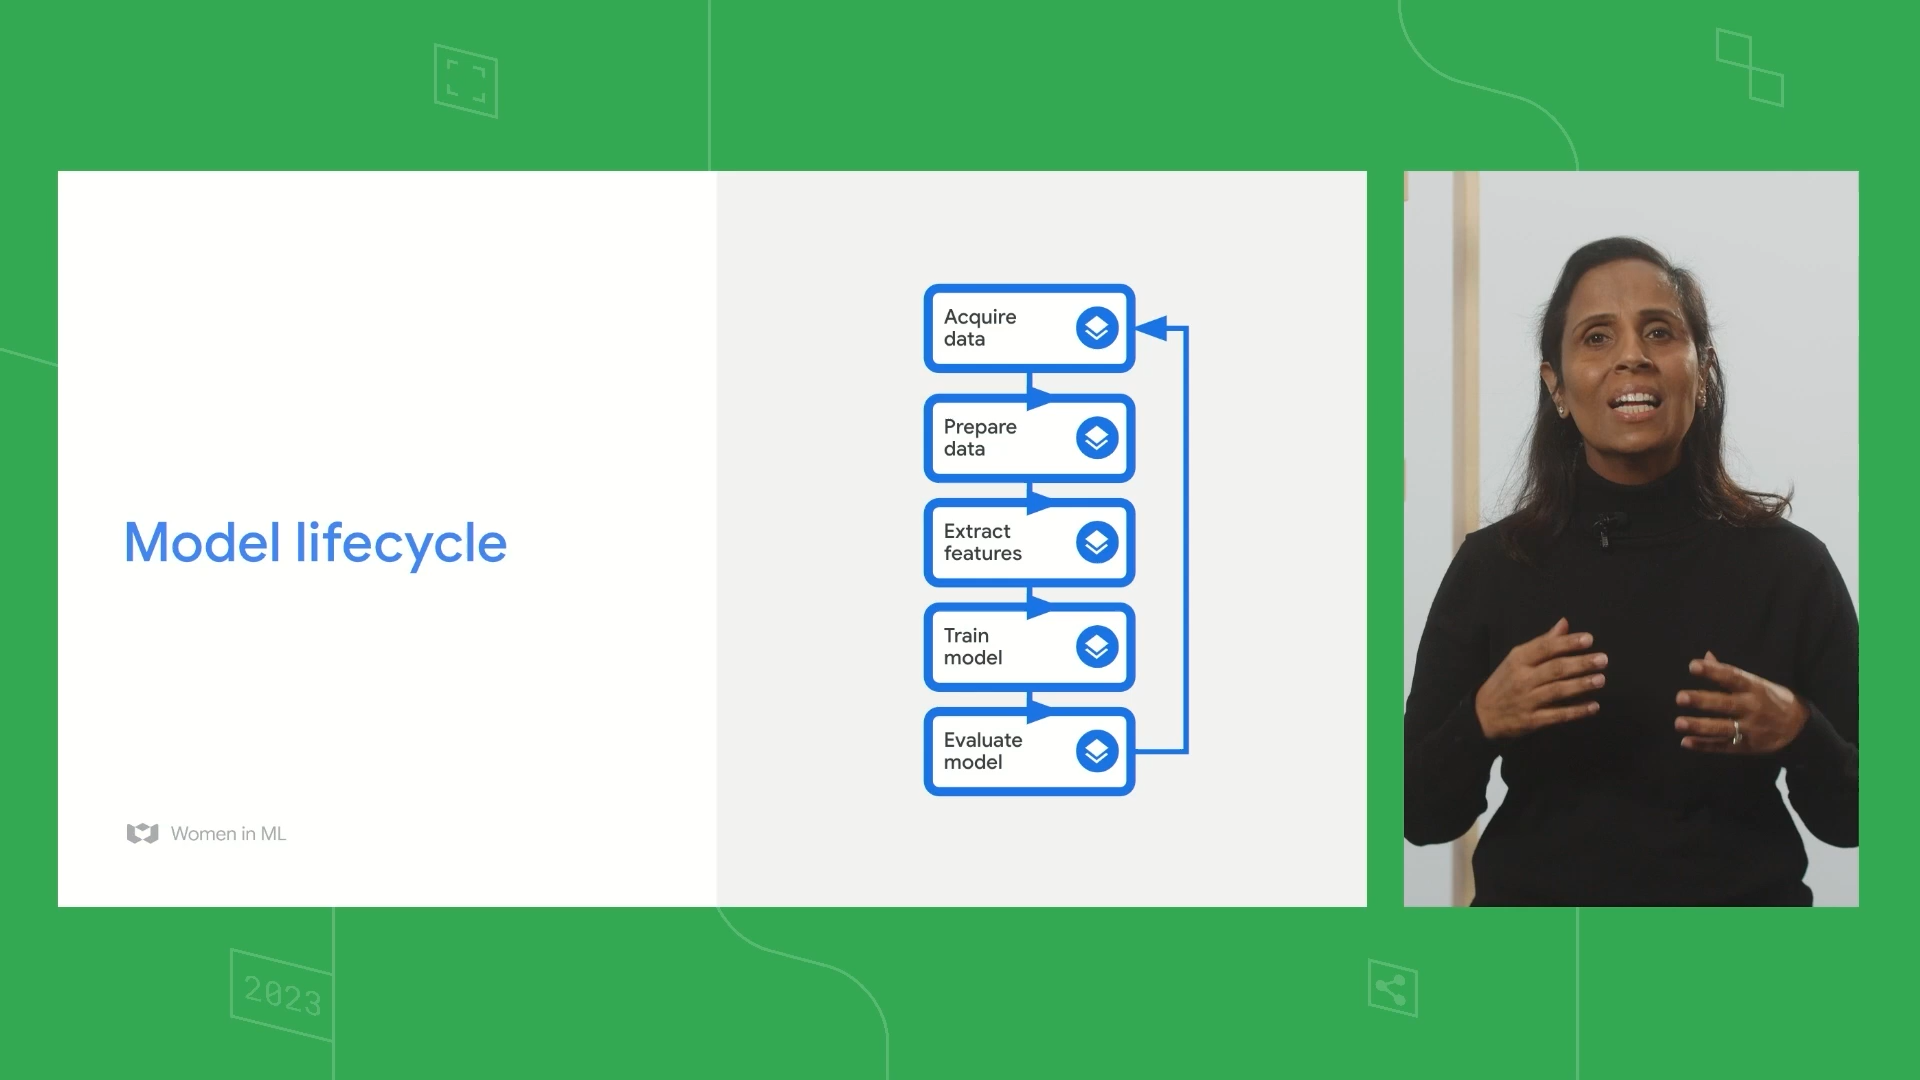 Model lifecycle
Acquire
data
Prepare
data
Extract
features
Train
model
Evaluate
model
Women in ML
2023